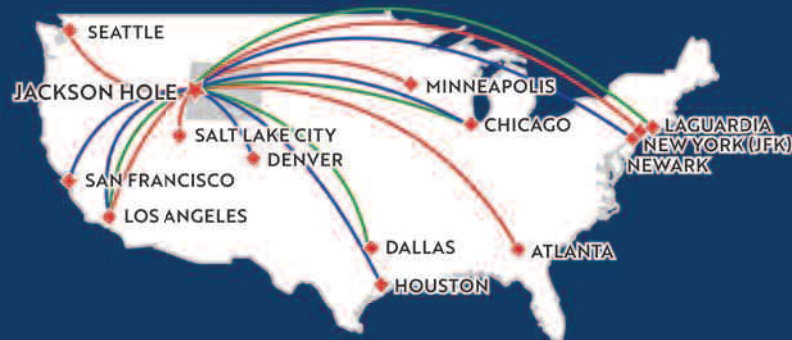 SEATTLE
JACKSON HOLE
MINNEAPOLIS
CHICAGO
LAGUARDIA
NEW YORK (JFK)
NEWARK
SALT LAKE CITY
DENVER
SAN FRANCISCO
LOS ANGELES
DALLAS
ATLANTA
HOUSTON